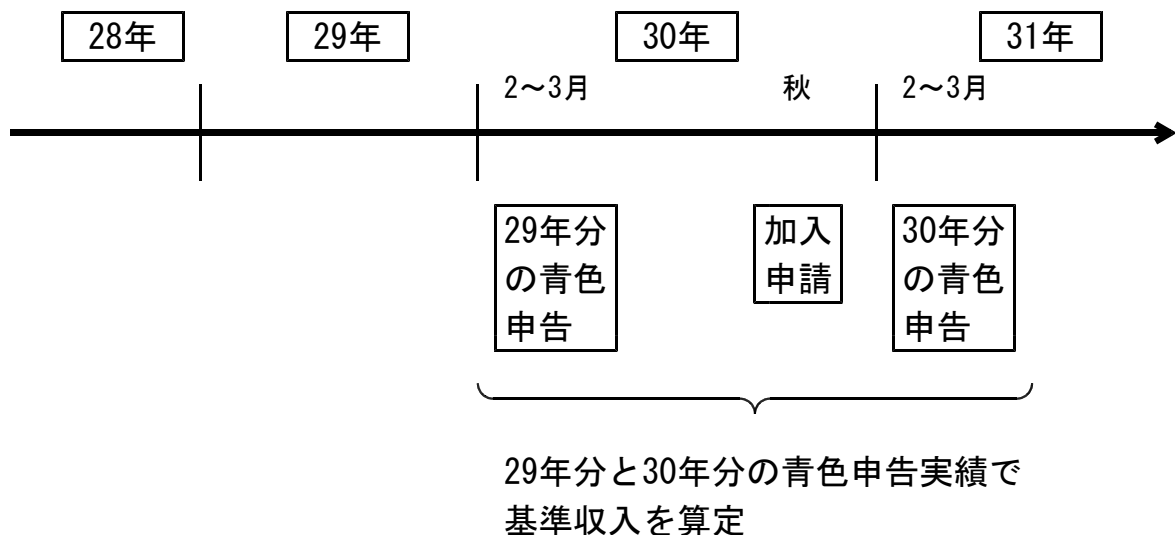 28年
29年
30年
31年
2～3月
秋
2～3月
29年分
の青色
申告
加入
申請
30年分
の青色
申告
29年分と30年分の青色申告実績で
基準収入を算定